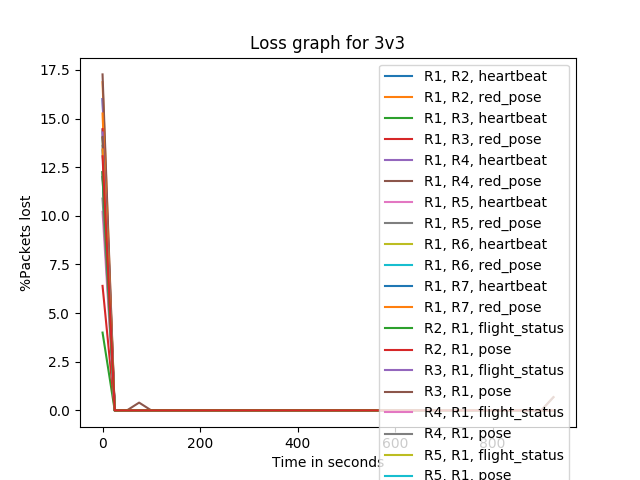 Loss graph for 3v3
%Packets lost
17.5
15.0
12.5
10.0
7.5
5.0
2.5
0.0
0
200
400
600
800
Time in seconds
R1, R2, heartbeat
R1, R2, red_pose
R1, R3, heartbeat
R1, R3, red_pose
R1, R4, heartbeat
R1, R4, red_pose
R1, R5, heartbeat
R1, R5, red_pose
R1, R6, heartbeat
R1, R6, red_pose
R1, R7, heartbeat
R1, R7, red_pose
R2, R1, flight_status
R2, R1, pose
R3, R1, flight_status
R3, R1, pose
R4, R1, flight_status
R4, R1, pose
R5, R1, flight_status
R5, R1, pose